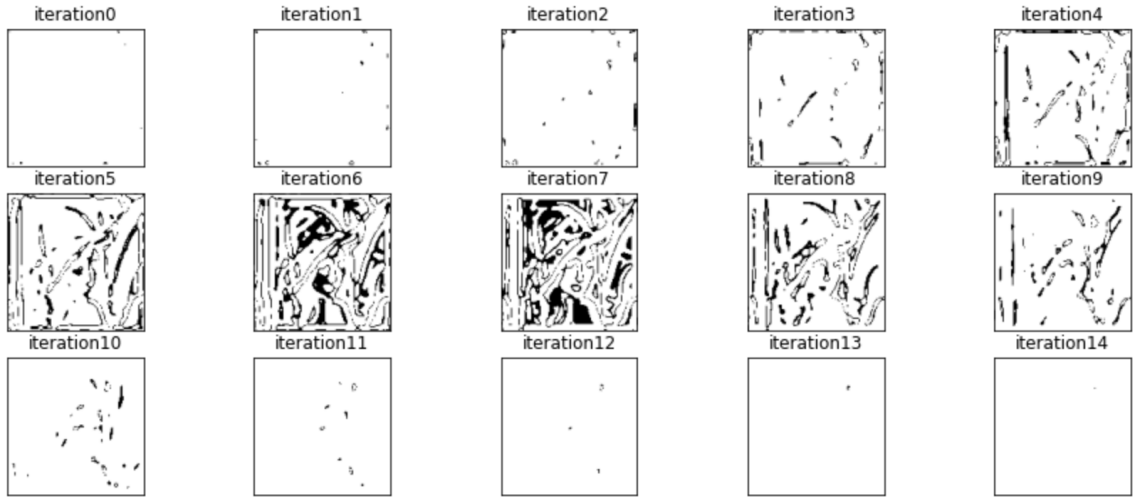 iteration0 iteration1 iteration2 iteration3 iteration4
iteration5 iteration6 iteration7 iteration8 iteration9
iteration10 iteration11 iteration12 iteration13 iteration14